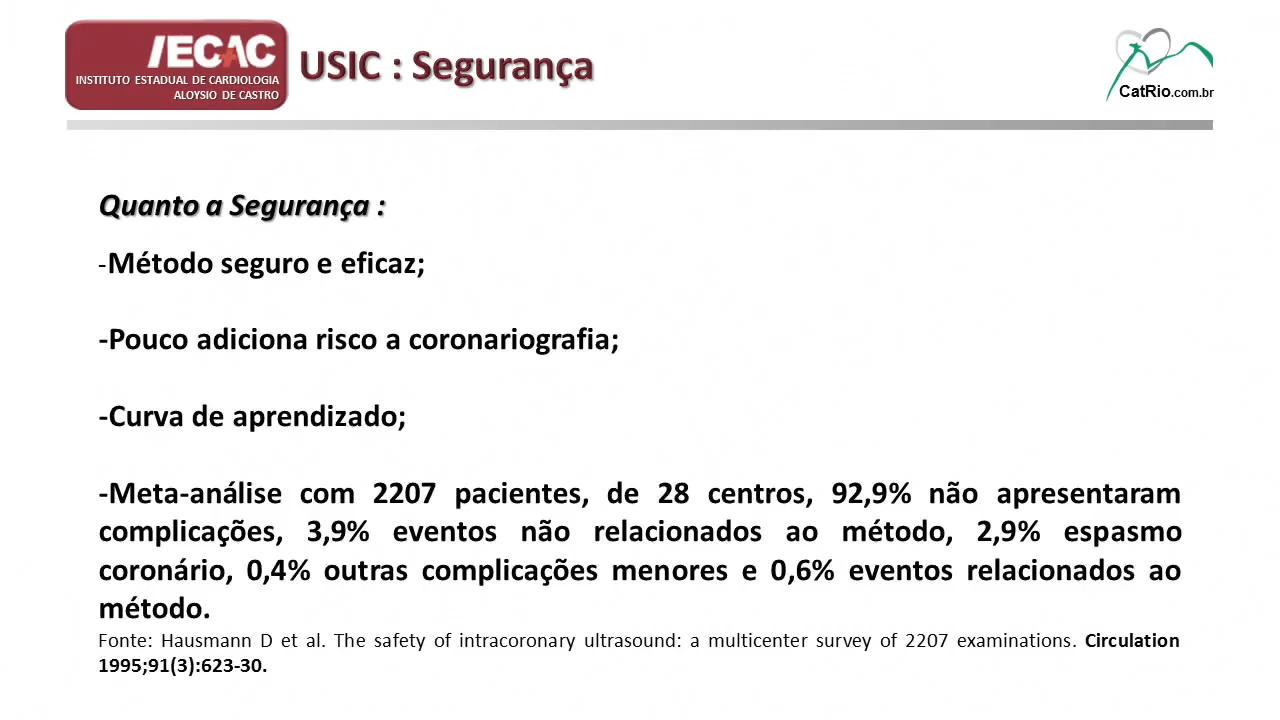 IECAC
INSTITUTO ESTADUAL DE CARDIOLOGIA
ALOYSIO DE CASTRO
USIC : Segurança
CatRio.com.br
Quanto a Segurança :
-Método seguro e eficaz;
-Pouco adiciona risco a coronariografia;
-Curva de aprendizado;
-Meta-análise com 2207 pacientes, de 28 centros, 92,9% não apresentaram
complicações, 3,9% eventos não relacionados ao método, 2,9% espasmo
coronário, 0,4% outras complicações menores e 0,6% eventos relacionados ao
método.
Fonte: Hausmann D et al. The safety of intracoronary ultrasound: a multicenter survey of 2207 examinations. Circulation
1995;91(3):623-30.